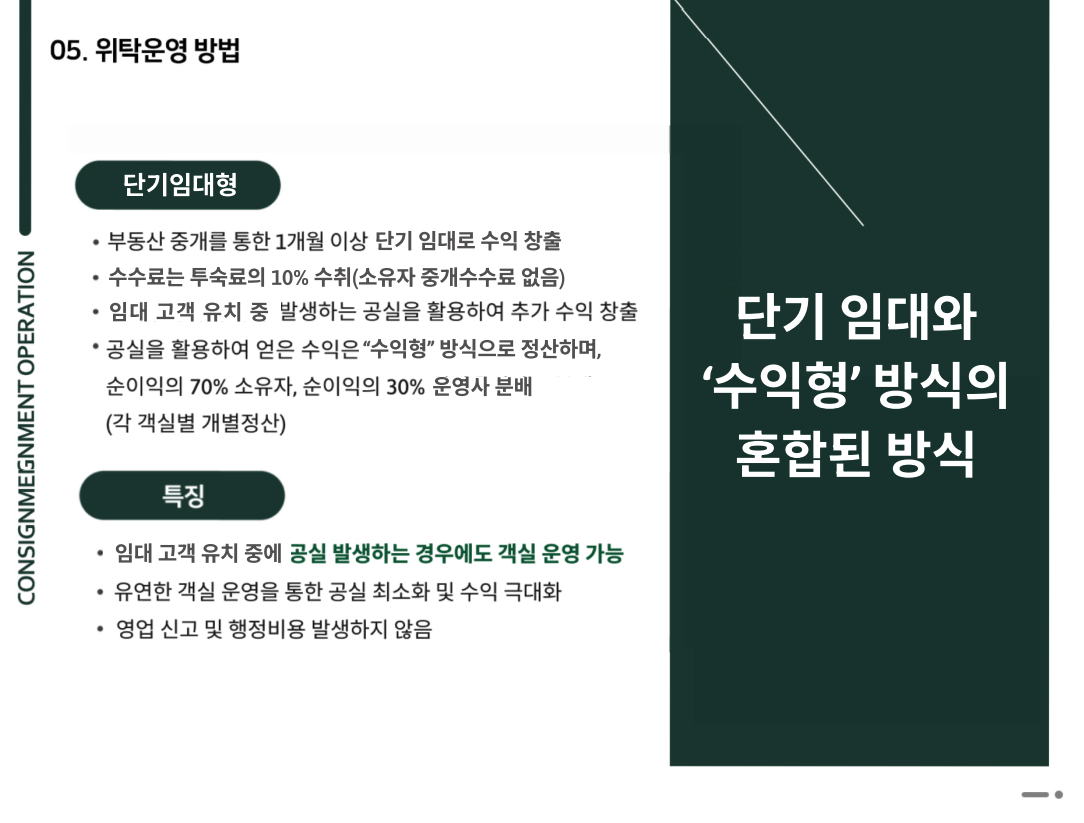 05. 위탁운영 방법
CONSIGNMEGNMENT OPERATION
단기임대형
• 부동산 중개를 통한 1개월 이상 단기 임대로 수익 창출
• 수수료는 투숙료의 10% 수취(소유자 중개수수료 없음)
• 임대 고객 유치 중 발생하는 공실을 활용하여 추가 수익 창출
• 공실을 활용하여 얻은 수익은 “수익형” 방식으로 정산하며,
순이익의 70% 소유자, 순이익의 30% 운영사 분배
(각 객실별 개별정산)
특징
• 임대 고객 유치 중에 공실 발생하는 경우에도 객실 운영 가능
• 유연한 객실 운영을 통한 공실 최소화 및 수익 극대화
• 영업 신고 및 행정비용 발생하지 않음
단기 임대와
‘수익형’ 방식의
혼합된 방식